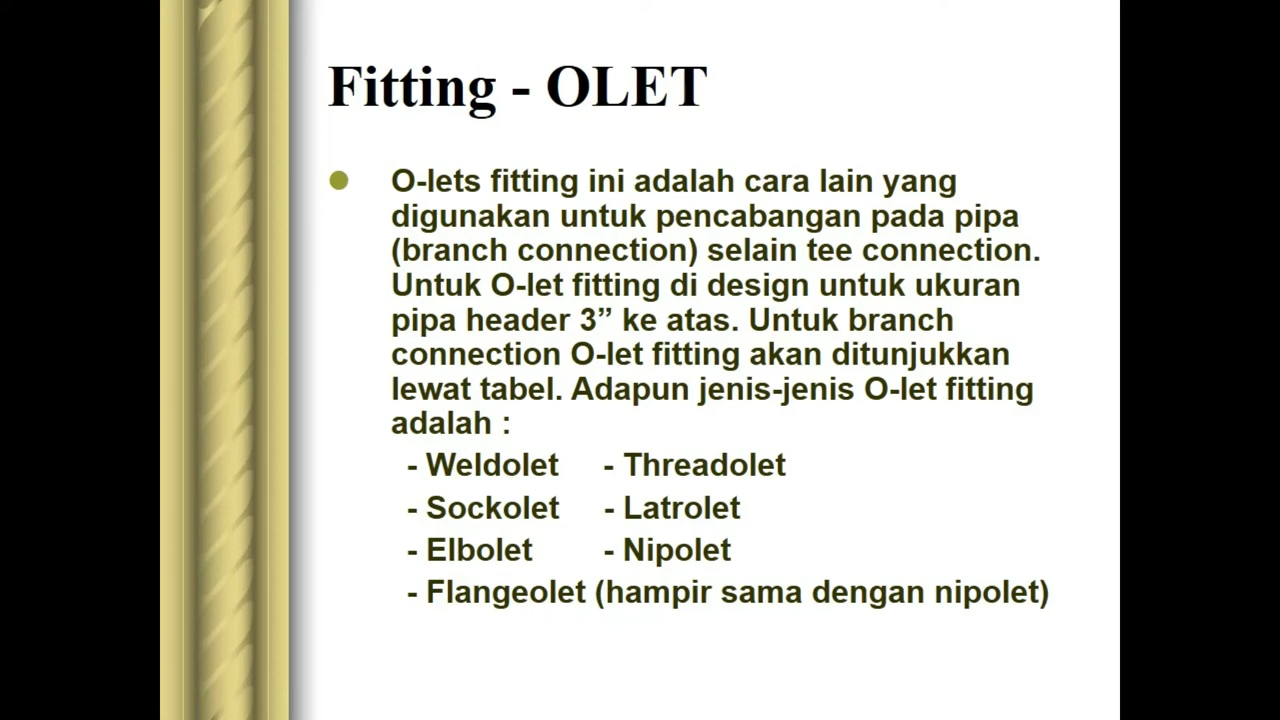 Fitting - OLET
O-lets fitting ini adalah cara lain yang
digunakan untuk pencabangan pada pipa
(branch connection) selain tee connection.
Untuk O-let fitting di design untuk ukuran
pipa header 3” ke atas. Untuk branch
connection O-let fitting akan ditunjukkan
lewat tabel. Adapun jenis-jenis O-let fitting
adalah :
- Weldolet - Threadolet
- Sockolet - Latrolet
- Elbolet - Nipolet
- Flangeolet (hampir sama dengan nipolet)